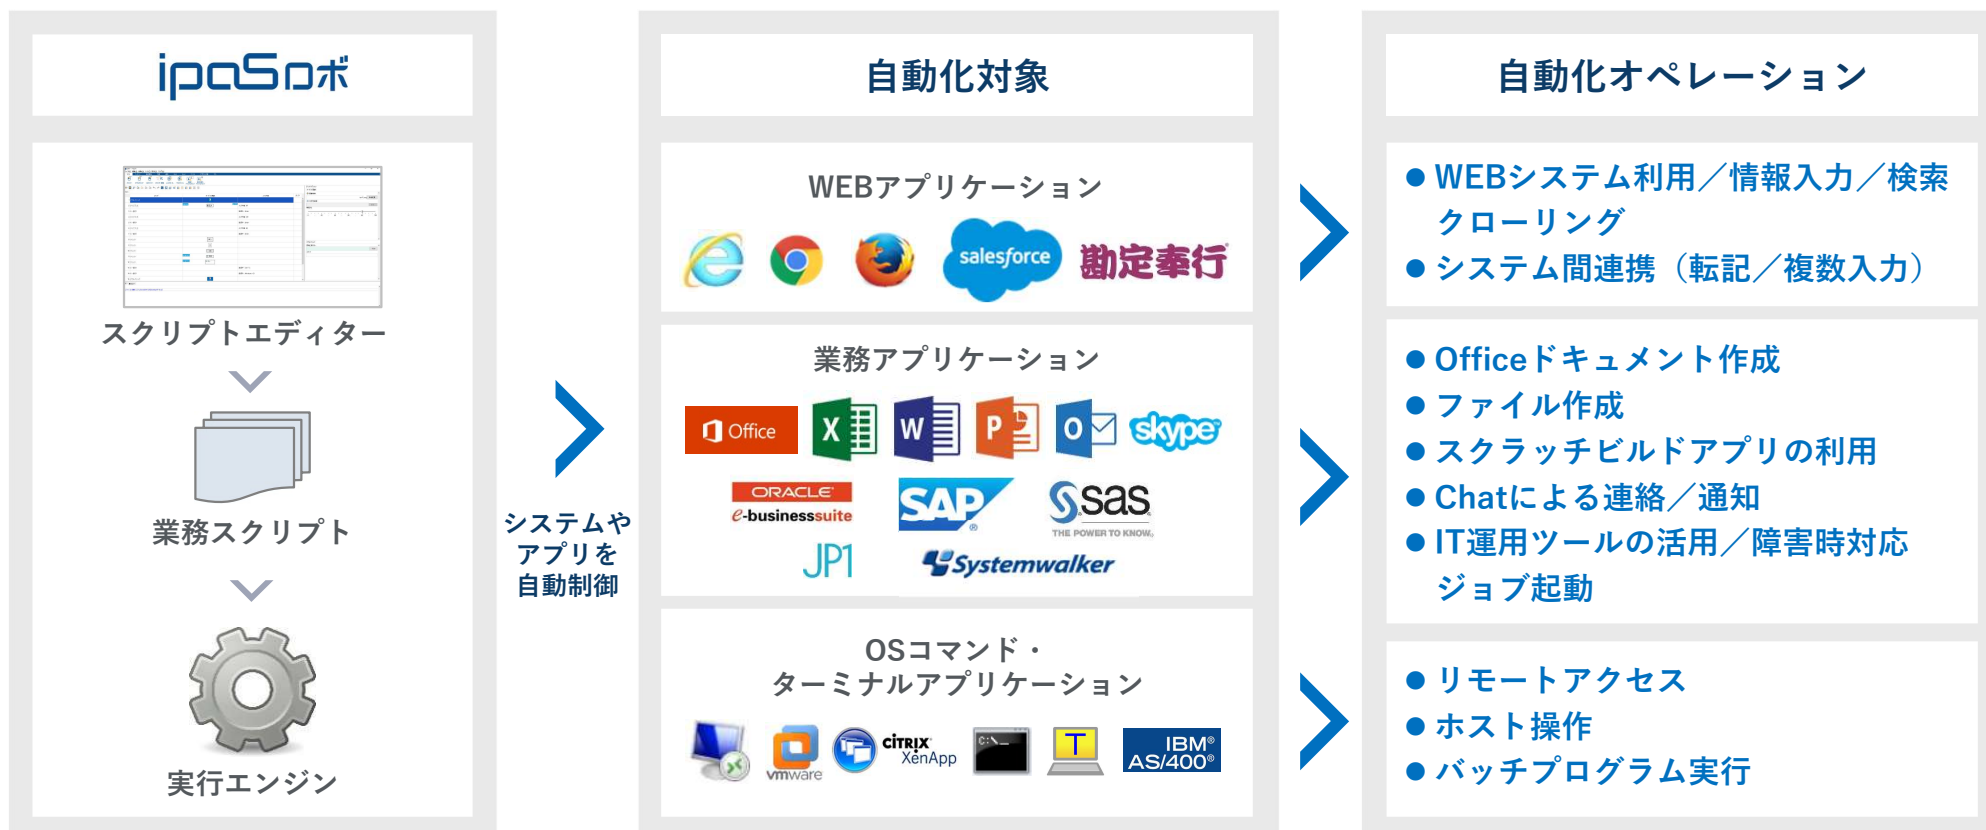 ipaSロボ
スクリプトエディター
業務スクリプト
実行エンジン
システムや
アプリを
自動制御
自動化対象
WEBアプリケーション
salesforce
勘定奉行
業務アプリケーション
Office
X
W
P
O
skype
ORACLE
e-businesssuite
SAP
sas
THE POWER TO KNOW.
JP1
Systemwalker
OSコマンド・
ターミナルアプリケーション
vmware
CITRIX
XenApp
C:\_
T
IBM®
AS/400®
自動化オペレーション
● WEBシステム利用／情報入力／検索
クローリング
● システム間連携（転記／複数入力）
● Officeドキュメント作成
● ファイル作成
● スクラッチビルドアプリの利用
● Chatによる連絡／通知
● IT運用ツールの活用／障害時対応
ジョブ起動
● リモートアクセス
● ホスト操作
● バッチプログラム実行